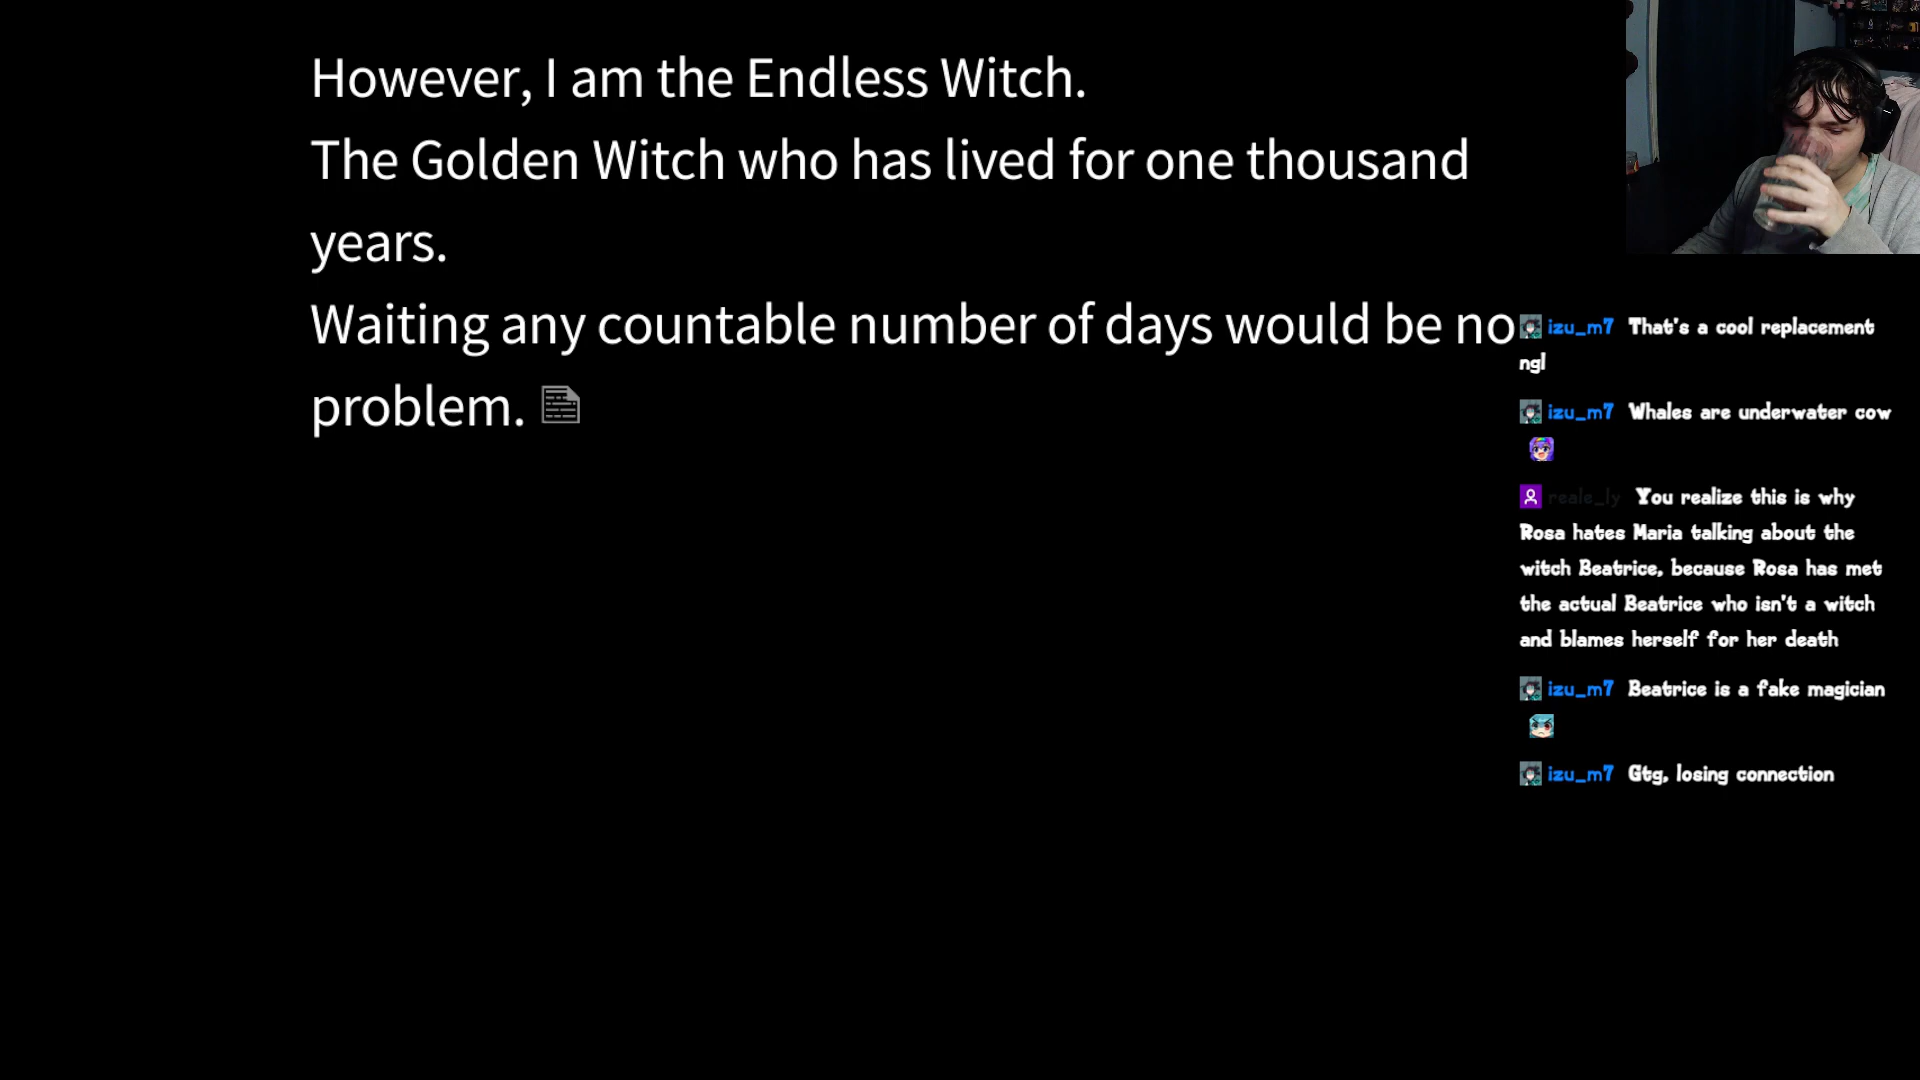 However, I am the Endless Witch.
The Golden Witch who has lived for one thousand
years.
Waiting any countable number of days would be no
problem.
izu_m7 That's a cool replacement
ngl
izu_m7 Whales are underwater cow
reale_ly You realize this is why
Rosa hates Maria talking about the
witch Beatrice, because Rosa has met
the actual Beatrice who isn't a witch
and blames herself for her death
izu_m7 Beatrice is a fake magician
izu_m7 Gtg, losing connection